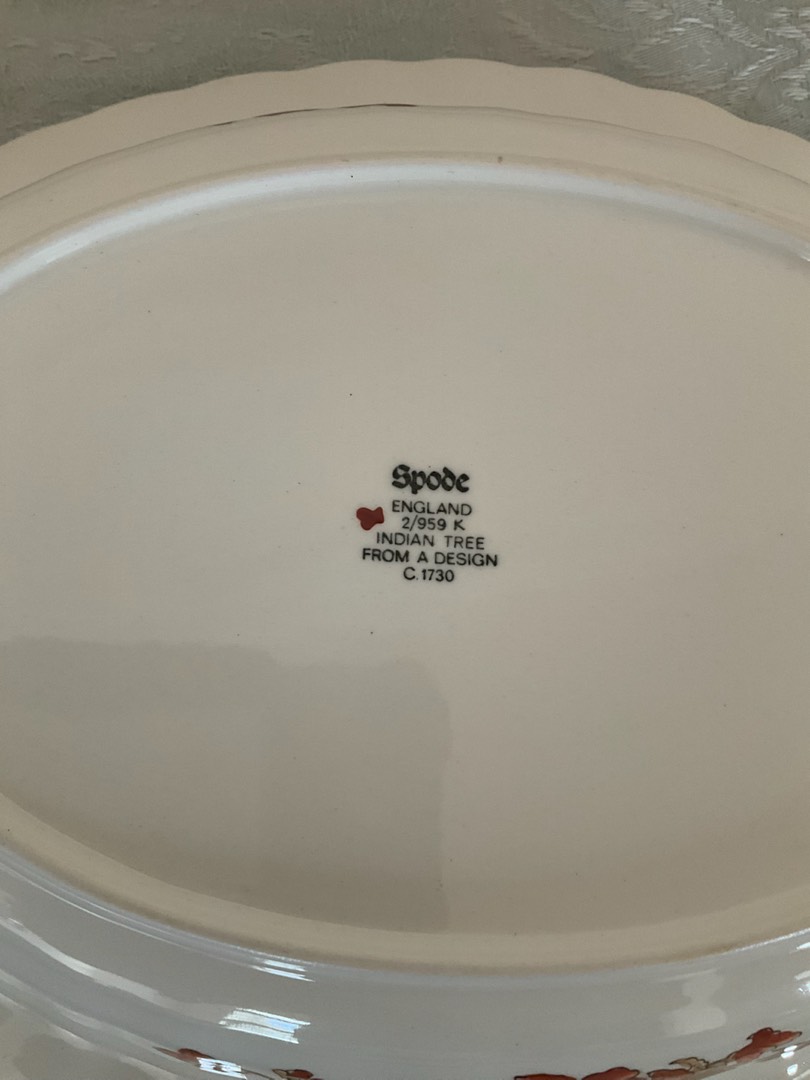 Spode
ENGLAND
2/959 K
INDIAN TREE
FROM A DESIGN
C.1730